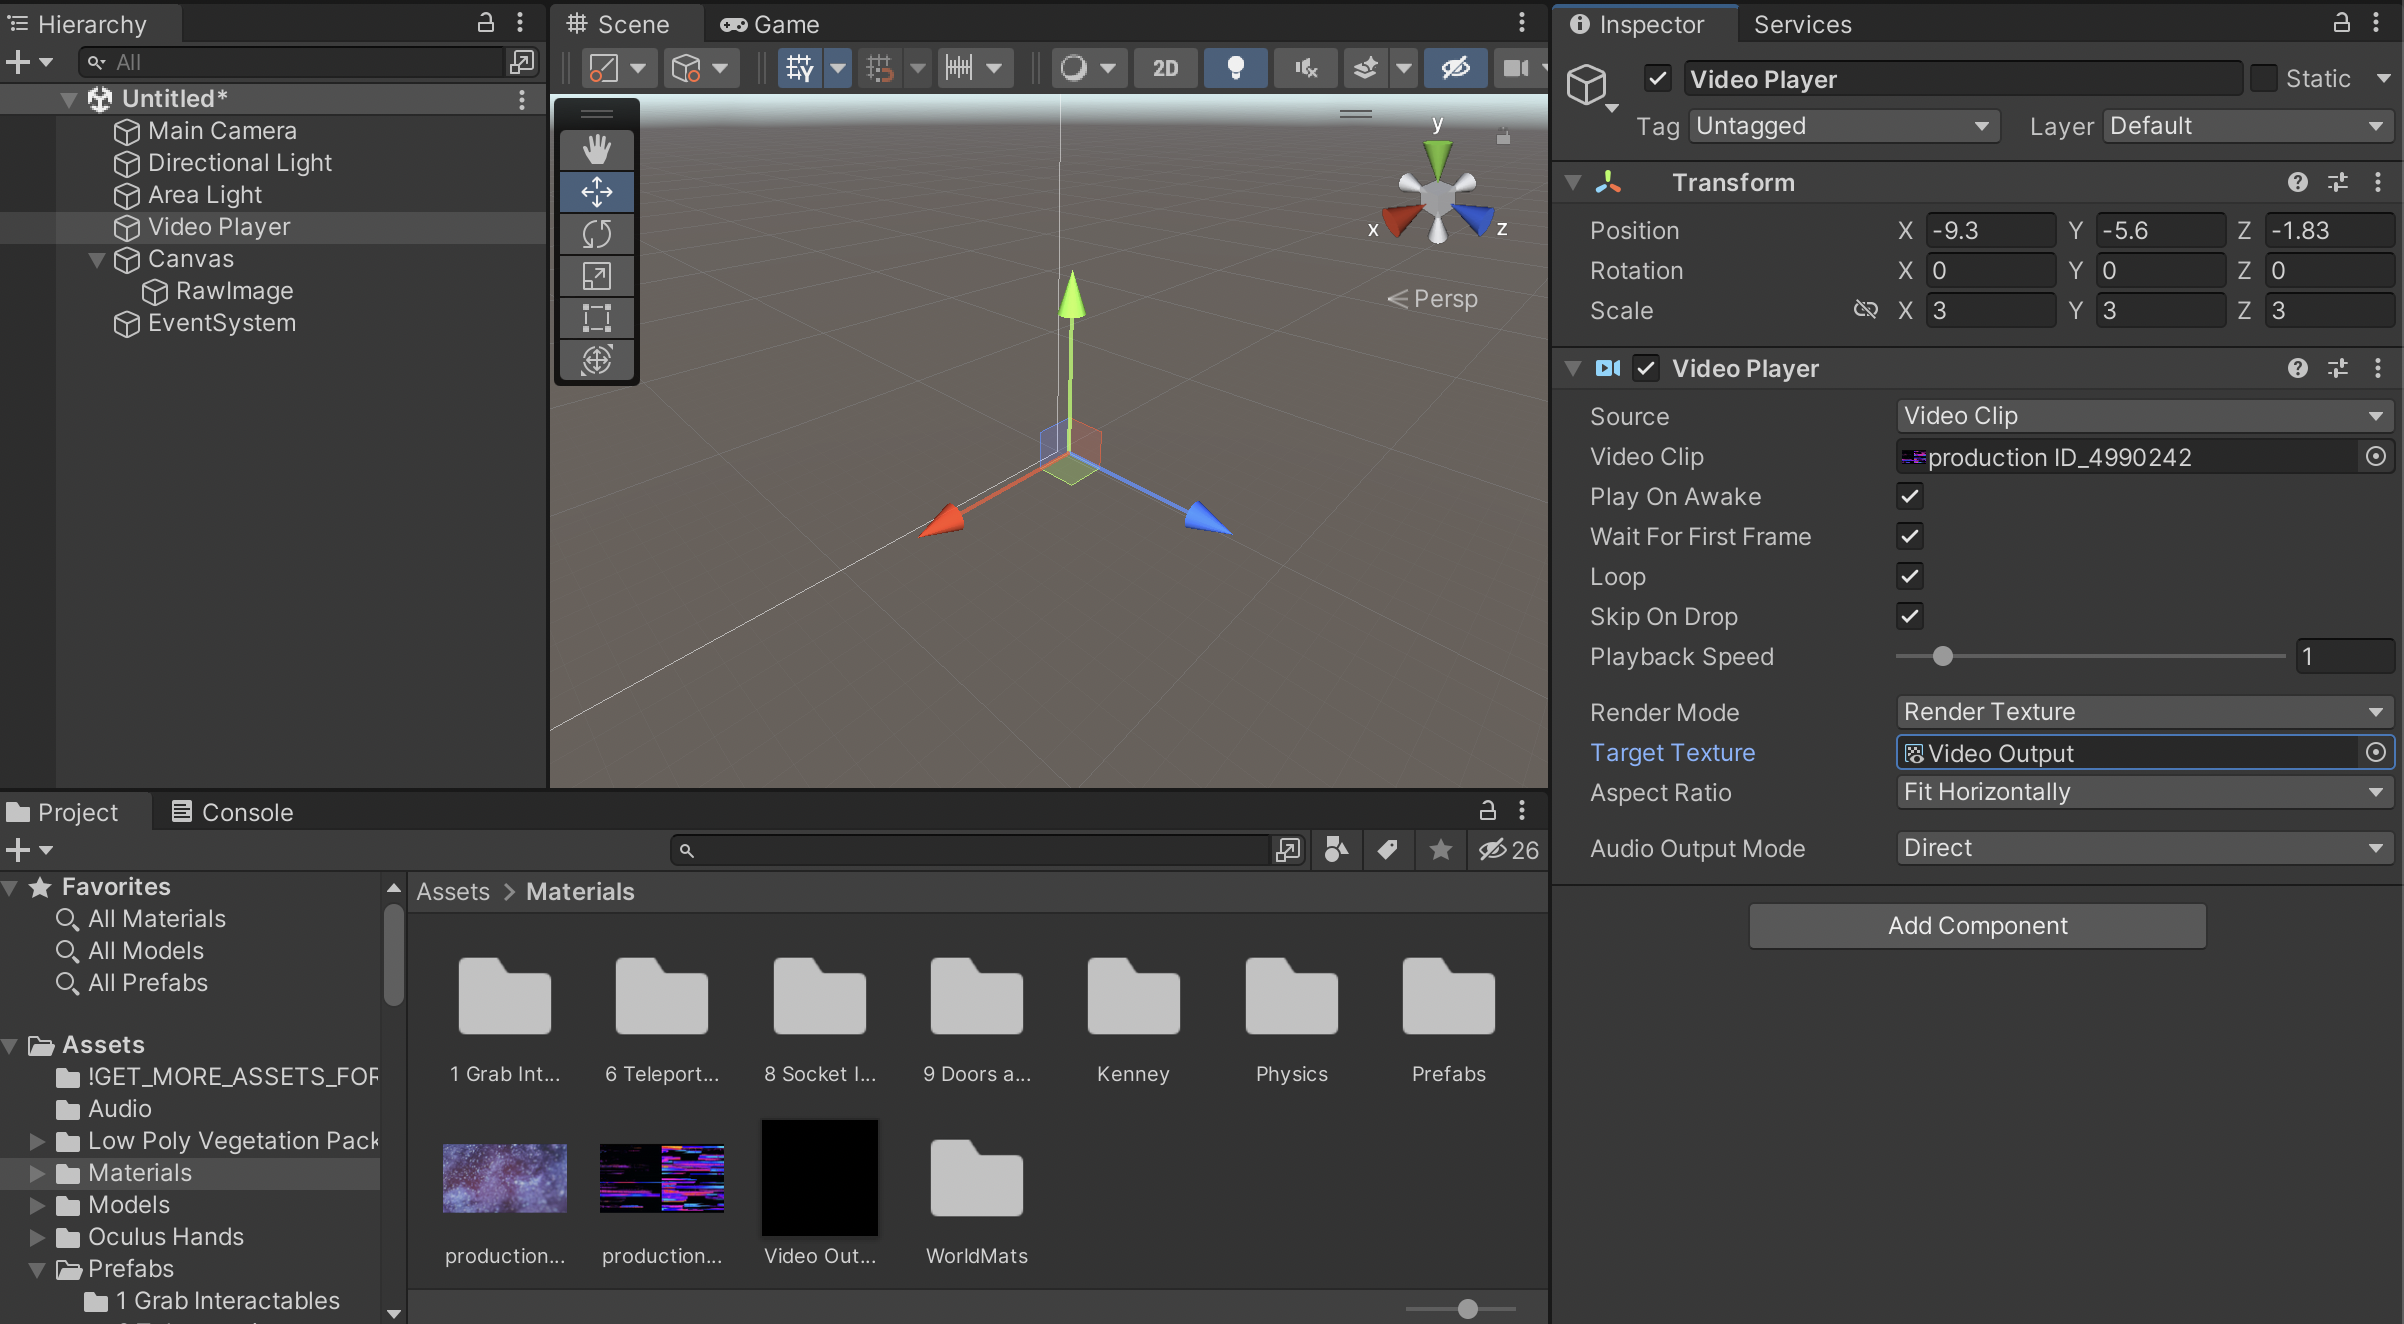 Hierarchy
All
Untitled*
Main Camera
Directional Light
Area Light
Video Player
Canvas
RawImage
EventSystem
Scene
Game
2D
y
x
z
Persp
Inspector
Services
Video Player
Static
Tag
Untagged
Layer
Default
Transform
Position X -9.3 Y -5.6 Z -1.83
Rotation X 0 Y 0 Z 0
Scale X 3 Y 3 Z 3
Video Player
Source Video Clip
Video Clip production ID_4990242
Play On Awake
Wait For First Frame
Loop
Skip On Drop
Playback Speed 1
Render Mode Render Texture
Target Texture Video Output
Aspect Ratio Fit Horizontally
Audio Output Mode Direct
Add Component
Project
Console
26
Favorites
All Materials
All Models
All Prefabs
Assets
!GET_MORE_ASSETS_FOR
Audio
Low Poly Vegetation Pack
Materials
Models
Oculus Hands
Prefabs
1 Grab Interactables
Assets > Materials
1 Grab Int...
6 Teleport...
8 Socket I...
9 Doors a...
Kenney
Physics
Prefabs
production...
production...
Video Out...
WorldMats